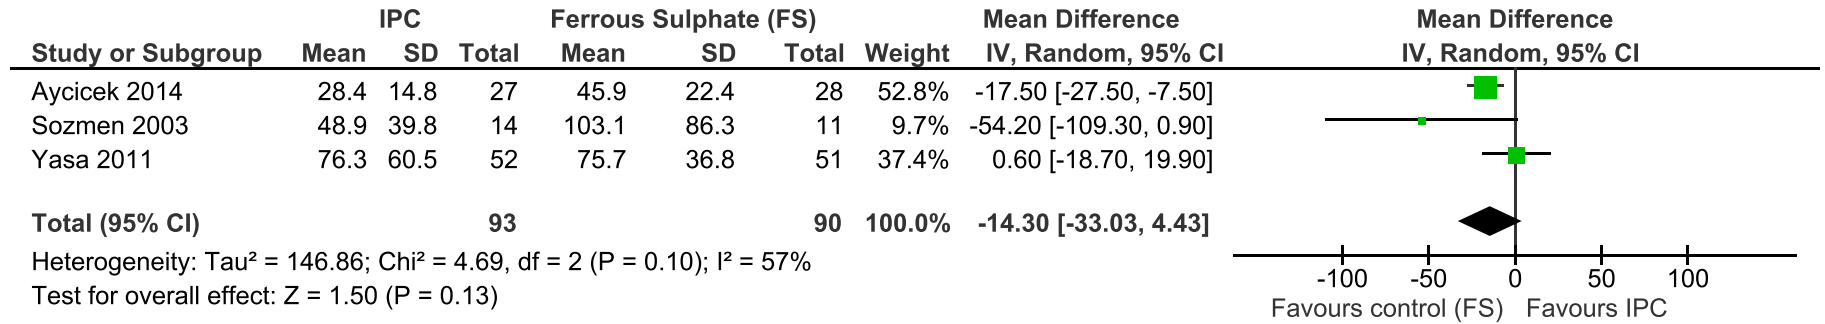 IPC Ferrous Sulphate (FS) Mean Difference Mean Difference
Study or Subgroup Mean SD Total Mean SD Total Weight IV, Random, 95% CI IV, Random, 95% CI
Aycicek 2014 28.4 14.8 27 45.9 22.4 28 52.8% -17.50 [-27.50, -7.50]
Sozmen 2003 48.9 39.8 14 103.1 86.3 11 9.7% -54.20 [-109.30, 0.90]
Yasa 2011 76.3 60.5 52 75.7 36.8 51 37.4% 0.60 [-18.70, 19.90]
Total (95% CI) 93 90 100.0% -14.30 [-33.03, 4.43]
Heterogeneity: Tau² = 146.86; Chi² = 4.69, df = 2 (P = 0.10); I² = 57%
Test for overall effect: Z = 1.50 (P = 0.13)
-100 -50 0 50 100
Favours control (FS) Favours IPC